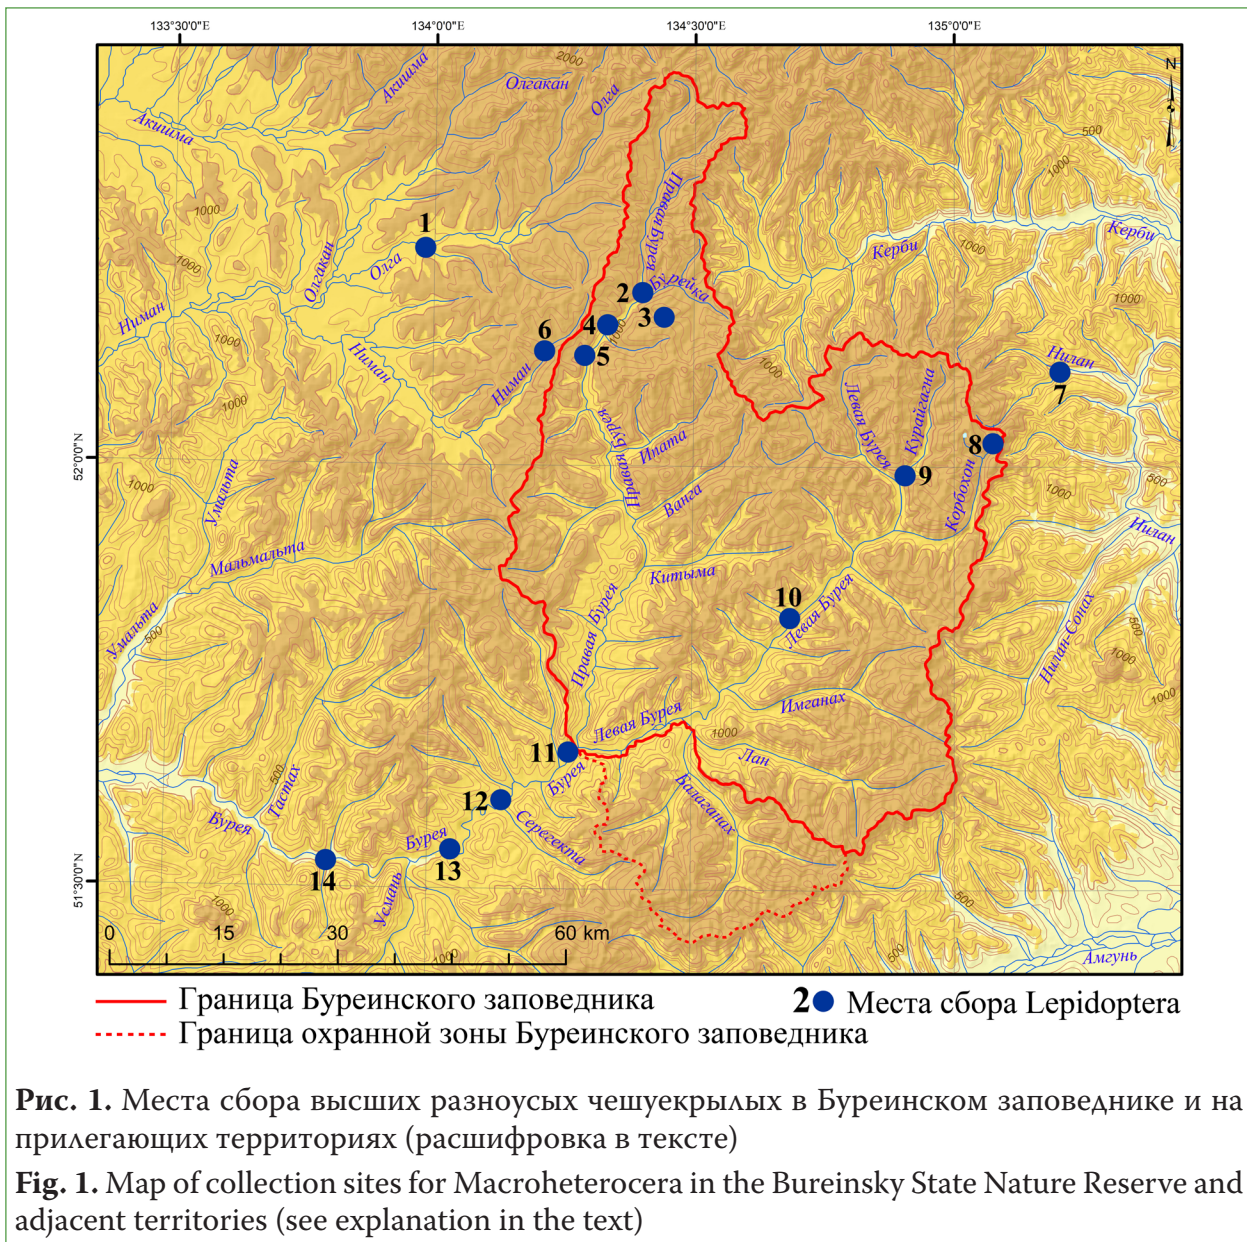 133°30'0"E 134°0'0"E 134°30'0"E 135°0'0"E
2000
Акишма
Олгакан
Олга
N
Акишма
500
1000
Правая Бурея
1000
1
Керби
Керби
1000
Олгакан
Олга
1000
2
Бурейка
1000
Ниман
3
4
1000
1000
6
5
Ниман
Ниман
1000
Нилан
7
1000
Левая Бурея
Курайгагна
Правая Бурея
Ипата
8
52°0'0"N
9
500
1000
Умальта
Ванга
Корбохон
1000
Нилан
Мальмальта
Китыма
10
Левая Бурея
Умальта
500
Правая Бурея
Нилан-Сонах
500
1000
1000
Имганах
Левая Бурея
1000
11
Лан
Бурея
500
Тастах
Балаганах
12
Серегекта
Бурея
Бурея
13
14
51°30'0"N
Усмань
1000
500
0 15 30 60 km
1000
500
Амгунь
Граница Буреинского заповедника
2 Места сбора Lepidoptera
Граница охранной зоны Буреинского заповедника
Рис. 1. Места сбора высших разноусых чешуекрылых в Буреинском заповеднике и на
прилегающих территориях (расшифровка в тексте)
Fig. 1. Map of collection sites for Macroheterocera in the Bureinsky State Nature Reserve and
adjacent territories (see explanation in the text)